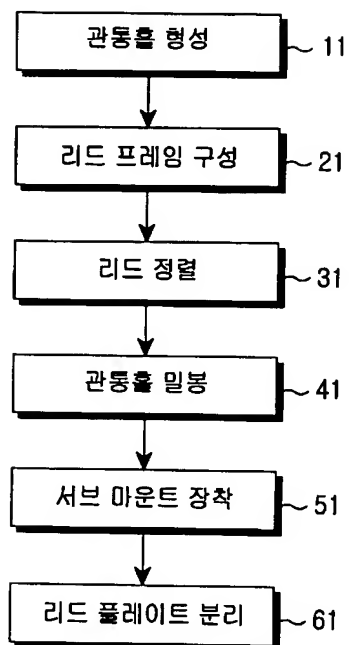 관통홀 형성
11
리드 프레임 구성
21
리드 정렬
31
관통홀 밀봉
41
서브 마운트 장착
51
리드 플레이트 분리
61